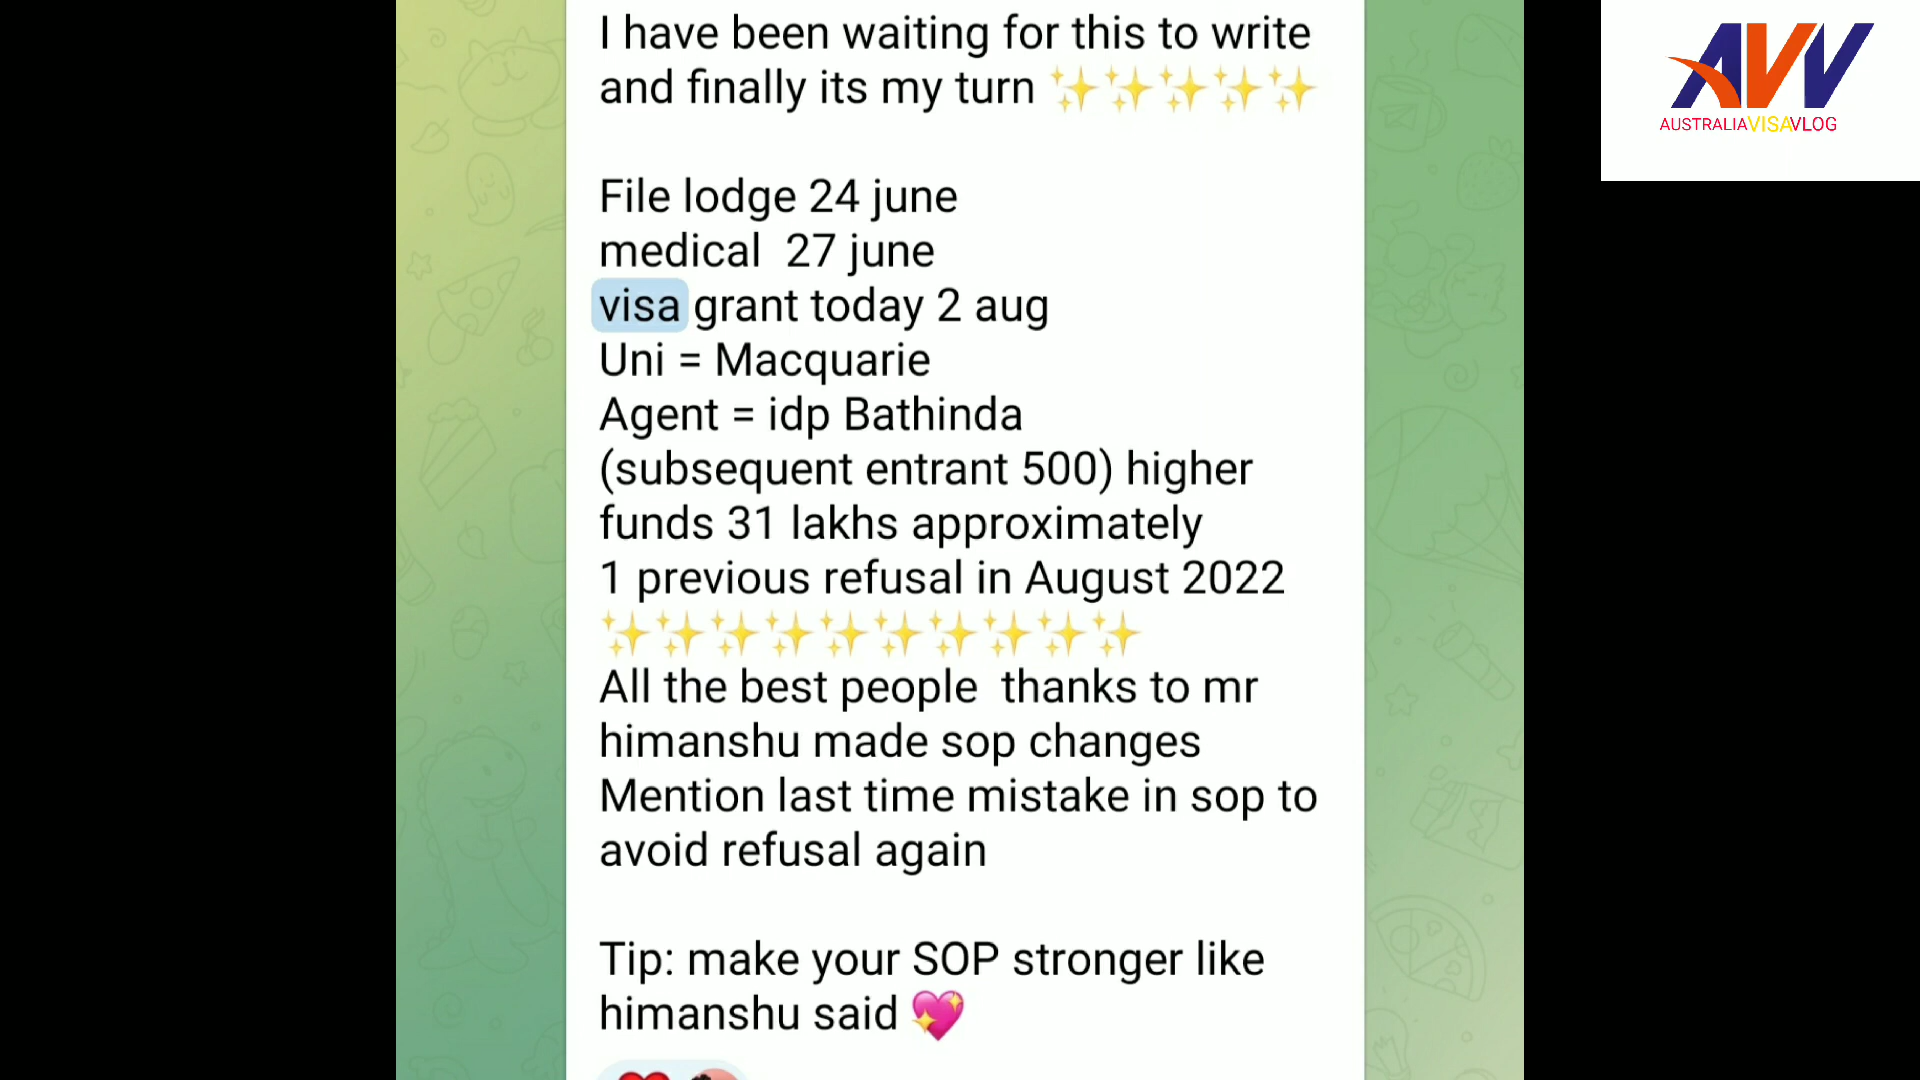 I have been waiting for this to write
and finally its my turn ✨✨✨✨✨
File lodge 24 june
medical  27 june
visa grant today 2 aug
Uni = Macquarie
Agent = idp Bathinda
(subsequent entrant 500) higher
funds 31 lakhs approximately
1 previous refusal in August 2022
✨✨✨✨✨✨✨✨✨✨
All the best people  thanks to mr
himanshu made sop changes
Mention last time mistake in sop to
avoid refusal again
Tip: make your SOP stronger like
himanshu said 💖
AVV
AUSTRALIAVISAVLOG